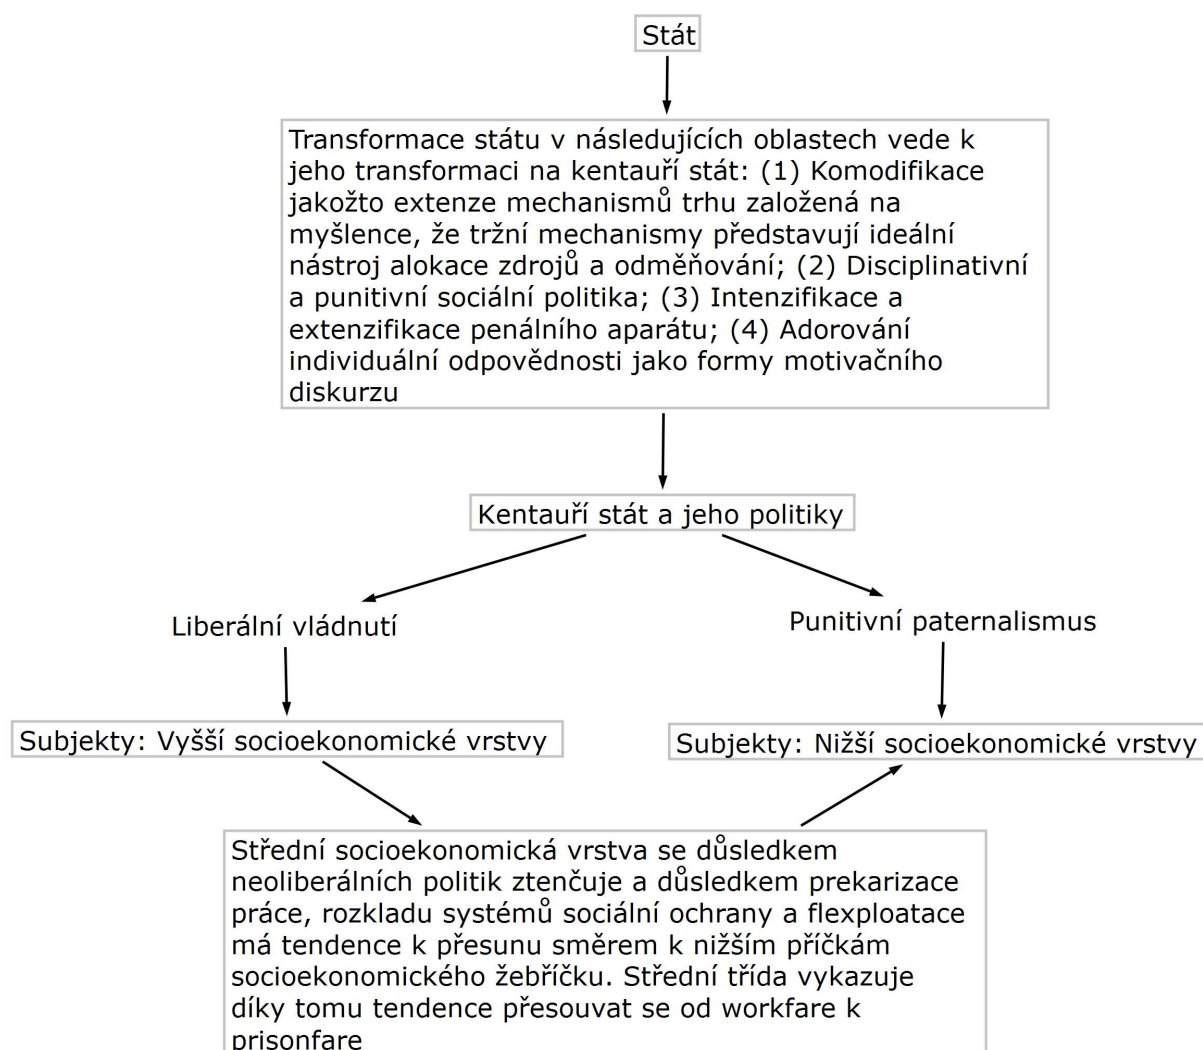 Stát
Transformace státu v následujících oblastech vede k
jeho transformaci na kentauří stát: (1) Komodifikace
jakožto extenze mechanismů trhu založená na
myšlence, že tržní mechanismy představují ideální
nástroj alokace zdrojů a odměňování; (2) Disciplinativní
a punitivní sociální politika; (3) Intenzifikace a
extenzifikace penálního aparátu; (4) Adorování
individuální odpovědnosti jako formy motivačního
diskurzu
Kentauří stát a jeho politiky
Liberální vládnutí
Punitivní paternalismus
Subjekty: Vyšší socioekonomické vrstvy
Subjekty: Nižší socioekonomické vrstvy
Střední socioekonomická vrstva se důsledkem
neoliberálních politik ztenčuje a důsledkem prekarizace
práce, rozkladu systémů sociální ochrany a flexploatace
má tendence k přesunu směrem k nižším příčkám
socioekonomického žebříčku. Střední třída vykazuje
díky tomu tendence přesouvat se od workfare k
prisonfare